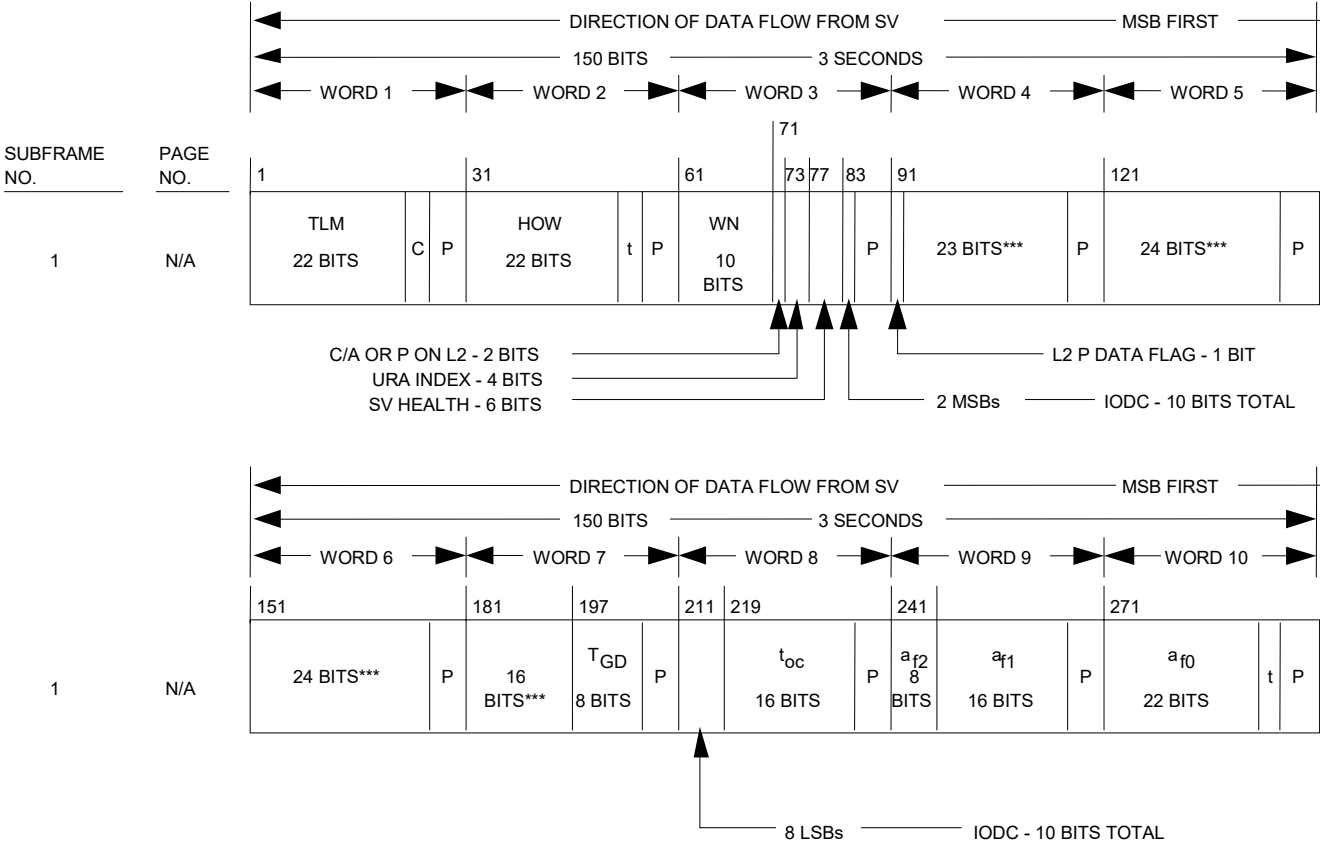 DIRECTION OF DATA FLOW FROM SV MSB FIRST
150 BITS 3 SECONDS
WORD 1 WORD 2 WORD 3 WORD 4 WORD 5
SUBFRAME NO.
PAGE NO.
71
1 31 61 73 77 83 91 121
1 N/A
TLM
22 BITS
C
P
HOW
22 BITS
t
P
WN
10
BITS
P
23 BITS***
P
24 BITS***
P
C/A OR P ON L2 - 2 BITS
URA INDEX - 4 BITS
SV HEALTH - 6 BITS
L2 P DATA FLAG - 1 BIT
2 MSBs IODC - 10 BITS TOTAL
DIRECTION OF DATA FLOW FROM SV MSB FIRST
150 BITS 3 SECONDS
WORD 6 WORD 7 WORD 8 WORD 9 WORD 10
151 181 197 211 219 241 271
1 N/A
24 BITS***
P
16
BITS***
TGD
8 BITS
P
toc
16 BITS
P
af2
8
BITS
af1
16 BITS
P
af0
22 BITS
t
P
8 LSBs IODC - 10 BITS TOTAL